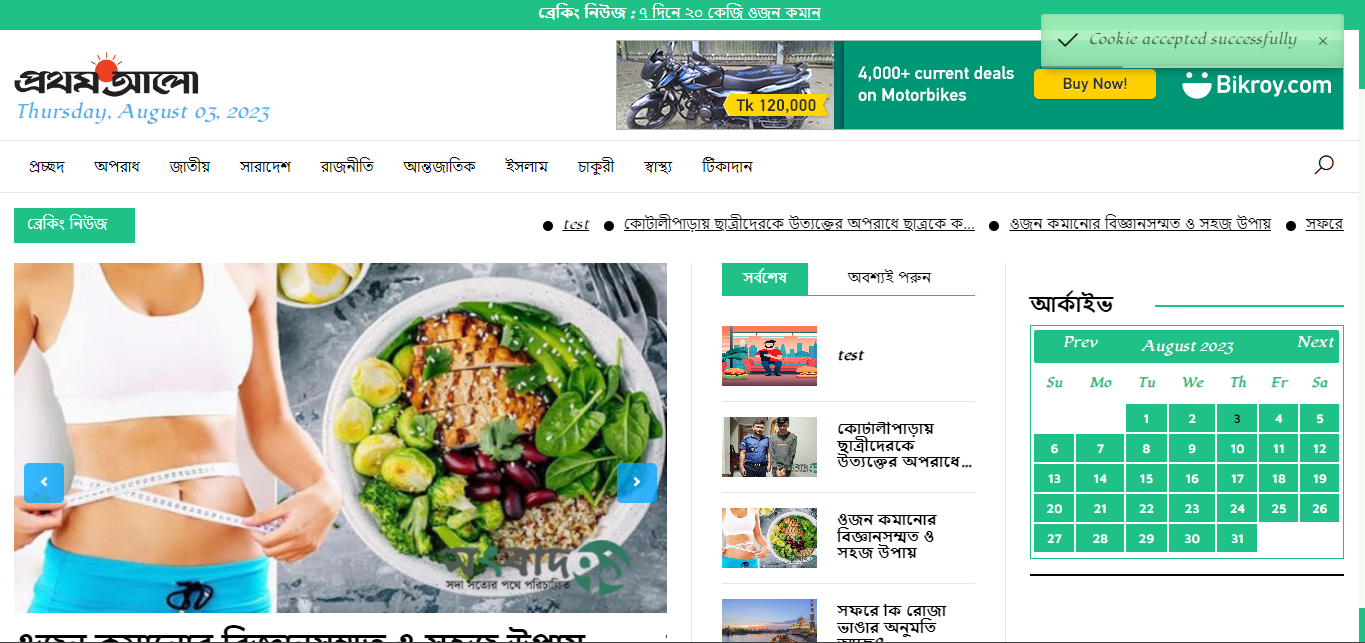 ব্রেকিং নিউজ : ৭ দিনে ২০ কেজি ওজন কমান
Cookie accepted successfully ×
প্রথম আলো
Thursday, August 03, 2023
Tk 120,000
4,000+ current deals
on Motorbikes
Buy Now!
Bikroy.com
প্রচ্ছদ অপরাধ জাতীয় সারাদেশ রাজনীতি আন্তজাতিক ইসলাম চাকুরী স্বাস্থ্য টিকাদান
ব্রেকিং নিউজ
● test ● কোটালীপাড়ায় ছাত্রীদেরকে উত্যক্তের অপরাধে ছাত্রকে ক... ● ওজন কমানোর বিজ্ঞানসম্মত ও সহজ উপায় ● সফরে
সংবাদ
সদা সত্যের পথে পরিচালিত
ওজন কমানোর বিজ্ঞানসম্মত ও সহজ উপায়
সর্বশেষ অবশ্যই পরুন
test
কোটালীপাড়ায়
ছাত্রীদেরকে
উত্যক্তের অপরাধে...
ওজন কমানোর
বিজ্ঞানসম্মত ও
সহজ উপায়
সফরে কি রোজা
ভাঙার অনুমতি
আর্কাইভ
Prev August 2023 Next
Su Mo Tu We Th Fr Sa
1 2 3 4 5
6 7 8 9 10 11 12
13 14 15 16 17 18 19
20 21 22 23 24 25 26
27 28 29 30 31